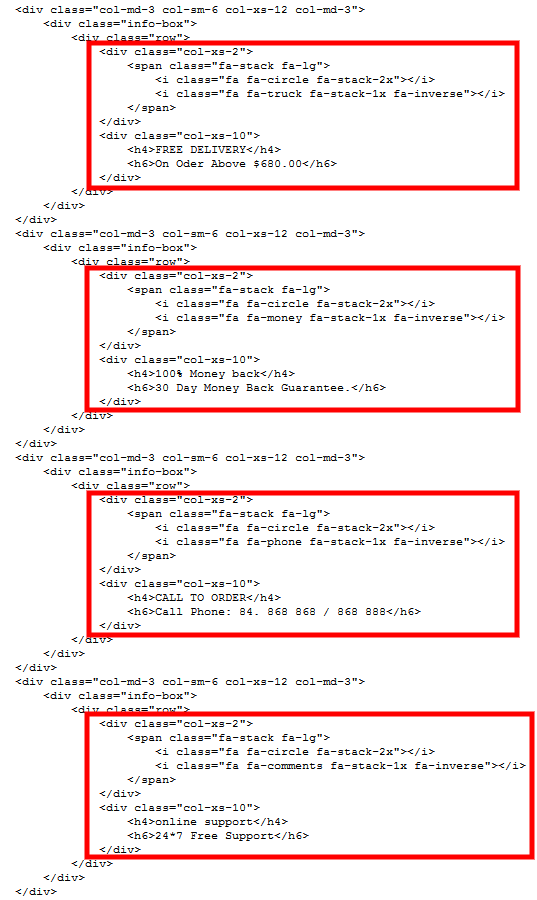 <div class="col-md-3 col-sm-6 col-xs-12 col-md-3">
<div class="info-box">
<div class="row">
<div class="col-xs-2">
<span class="fa-stack fa-lg">
<i class="fa fa-circle fa-stack-2x"></i>
<i class="fa fa-truck fa-stack-1x fa-inverse"></i>
</span>
</div>
<div class="col-xs-10">
<h4>FREE DELIVERY</h4>
<h6>On Oder Above $680.00</h6>
</div>
</div>
</div>
</div>
<div class="col-md-3 col-sm-6 col-xs-12 col-md-3">
<div class="info-box">
<div class="row">
<div class="col-xs-2">
<span class="fa-stack fa-lg">
<i class="fa fa-circle fa-stack-2x"></i>
<i class="fa fa-money fa-stack-1x fa-inverse"></i>
</span>
</div>
<div class="col-xs-10">
<h4>100% Money back</h4>
<h6>30 Day Money Back Guarantee.</h6>
</div>
</div>
</div>
</div>
<div class="col-md-3 col-sm-6 col-xs-12 col-md-3">
<div class="info-box">
<div class="row">
<div class="col-xs-2">
<span class="fa-stack fa-lg">
<i class="fa fa-circle fa-stack-2x"></i>
<i class="fa fa-phone fa-stack-1x fa-inverse"></i>
</span>
</div>
<div class="col-xs-10">
<h4>CALL TO ORDER</h4>
<h6>Call Phone: 84. 868 868 / 868 888</h6>
</div>
</div>
</div>
</div>
<div class="col-md-3 col-sm-6 col-xs-12 col-md-3">
<div class="info-box">
<div class="row">
<div class="col-xs-2">
<span class="fa-stack fa-lg">
<i class="fa fa-circle fa-stack-2x"></i>
<i class="fa fa-comments fa-stack-1x fa-inverse"></i>
</span>
</div>
<div class="col-xs-10">
<h4>online support</h4>
<h6>24*7 Free Support</h6>
</div>
</div>
</div>
</div>